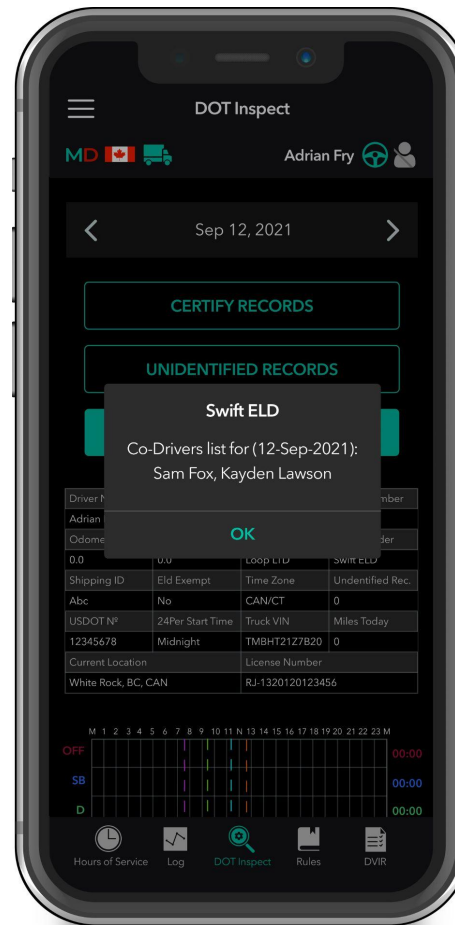 DOT Inspect
MD Adrian Fry
Sep 12, 2021
CERTIFY RECORDS
UNIDENTIFIED RECORDS
Swift ELD
Co-Drivers list for (12-Sep-2021):
Sam Fox, Kayden Lawson
OK
Driver
Adrian
0.0 0.0 Loop LTD Swift ELD
Shipping ID Eld Exempt Time Zone Undentified Rec.
Abc No CAN/CT 0
USDOT Nº 24Per Start Time Truck VIN Miles Today
12345678 Midnight TMBHT21Z7B20 0
Current Location License Number
White Rock, BC, CAN RJ-1320120123456
M 1 2 3 4 5 6 7 8 9 10 11 N 13 14 15 16 17 18 19 20 21 22 23 M
OFF 00:00
SB 00:00
D 00:00
Hours of Service Log DOT Inspect Rules DVIR